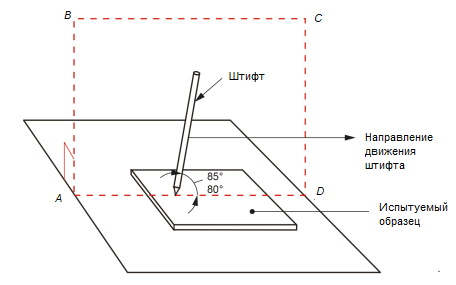 B
C
Штифт
Направление
движения
штифта
85°
80°
A
D
Испытуемый
образец